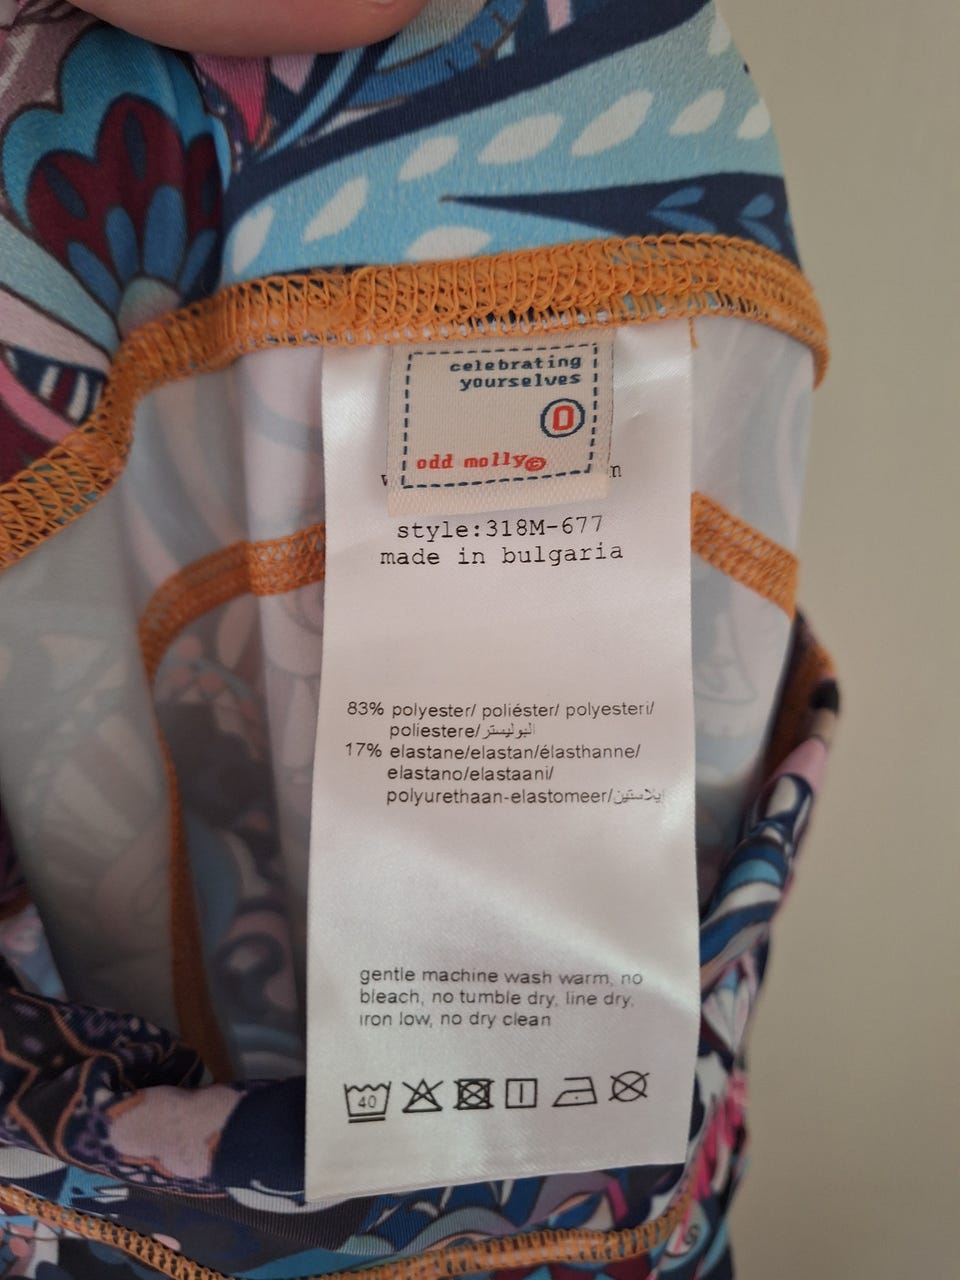 celebrating
yourselves
O
odd molly©
style:318M-677
made in bulgaria
83% polyester/ poliéster/ polyesteri/
poliestere/البوليستر
17% elastane/elastan/élasthanne/
elastano/elastaani/
polyurethaan-elastomeer/إيلاستين
gentle machine wash warm, no
bleach, no tumble dry, line dry,
iron low, no dry clean
40